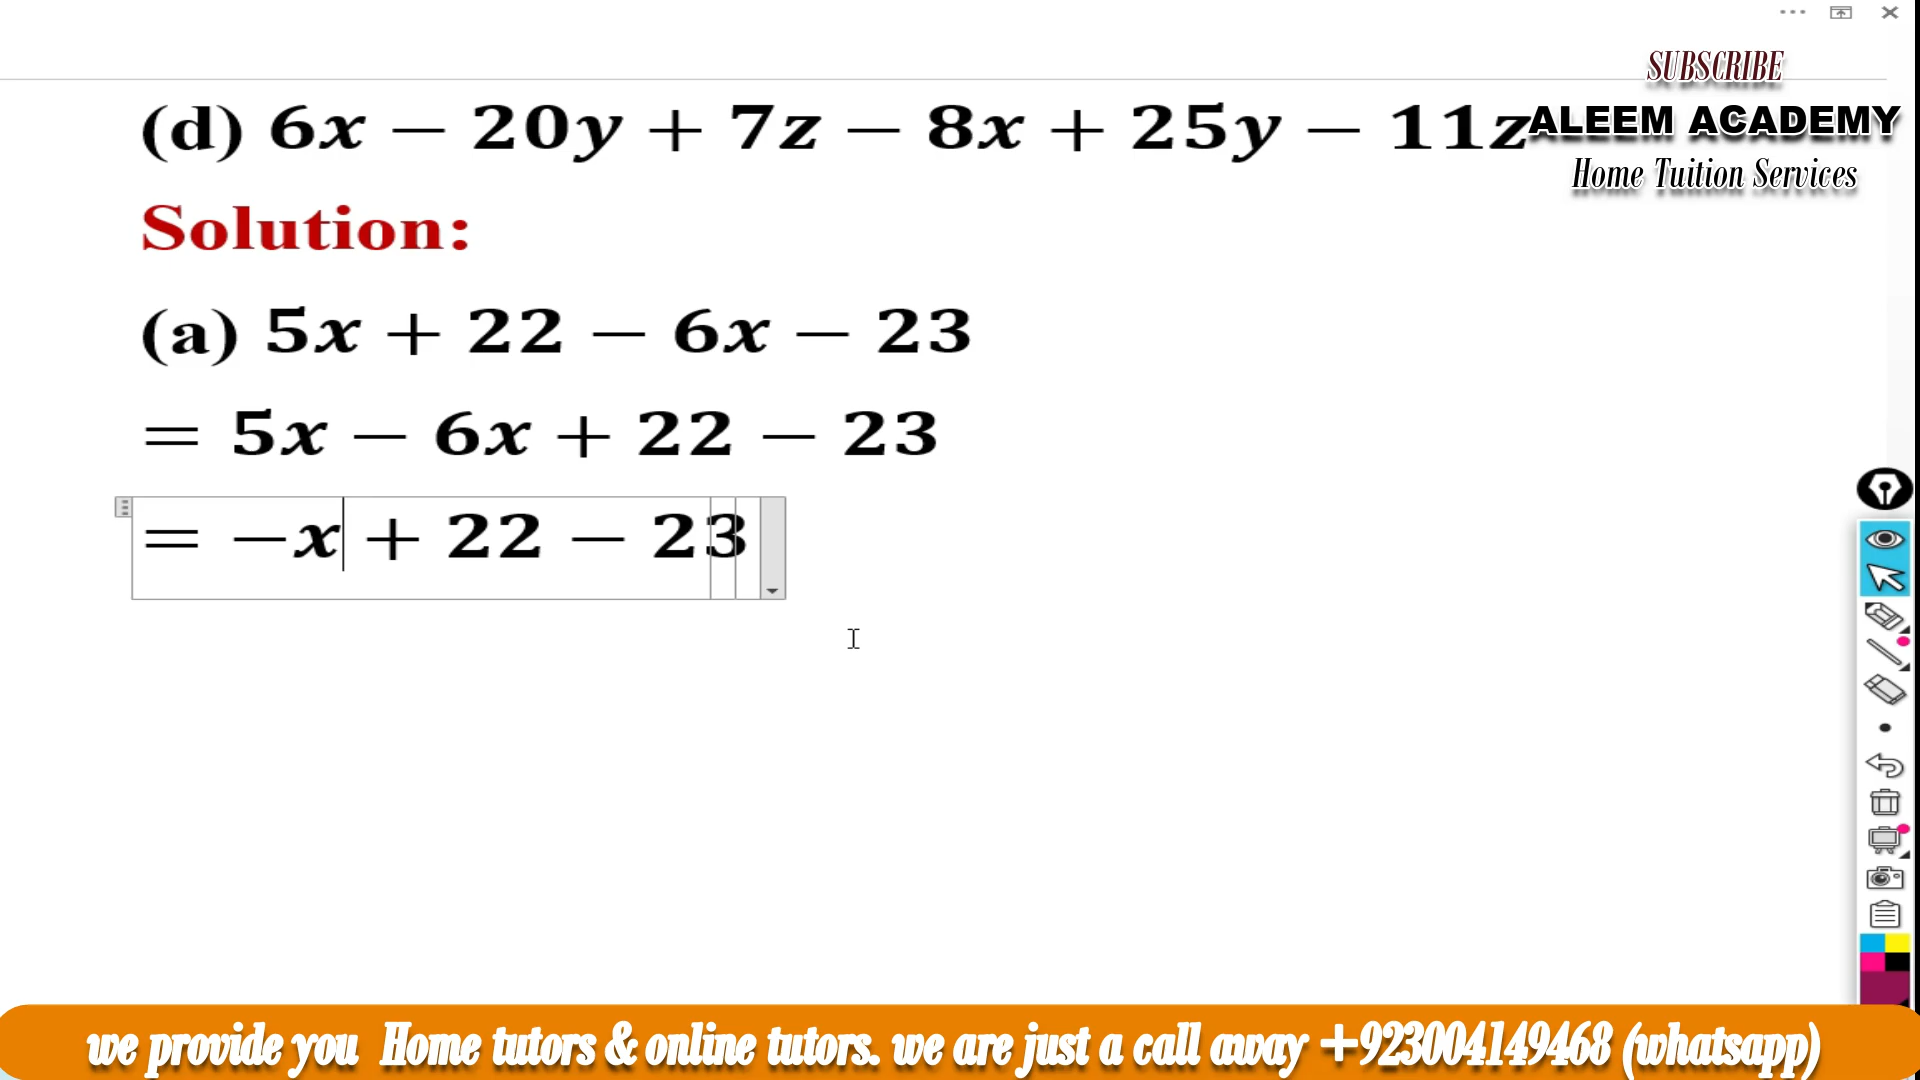 SUBSCRIBE
(d) 6x − 20y + 7z − 8x + 25y − 11z
ALEEM ACADEMY
Home Tuition Services
Solution:
(a) 5x + 22 − 6x − 23
= 5x − 6x + 22 − 23
= −x + 22 − 23
we provide you Home tutors & online tutors. we are just a call away +923004149468 (whatsapp)